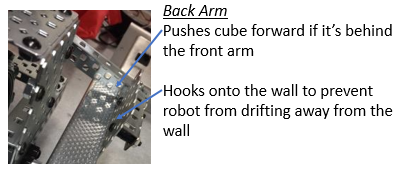 Back Arm
Pushes cube forward if it's behind
the front arm
Hooks onto the wall to prevent
robot from drifting away from the
wall